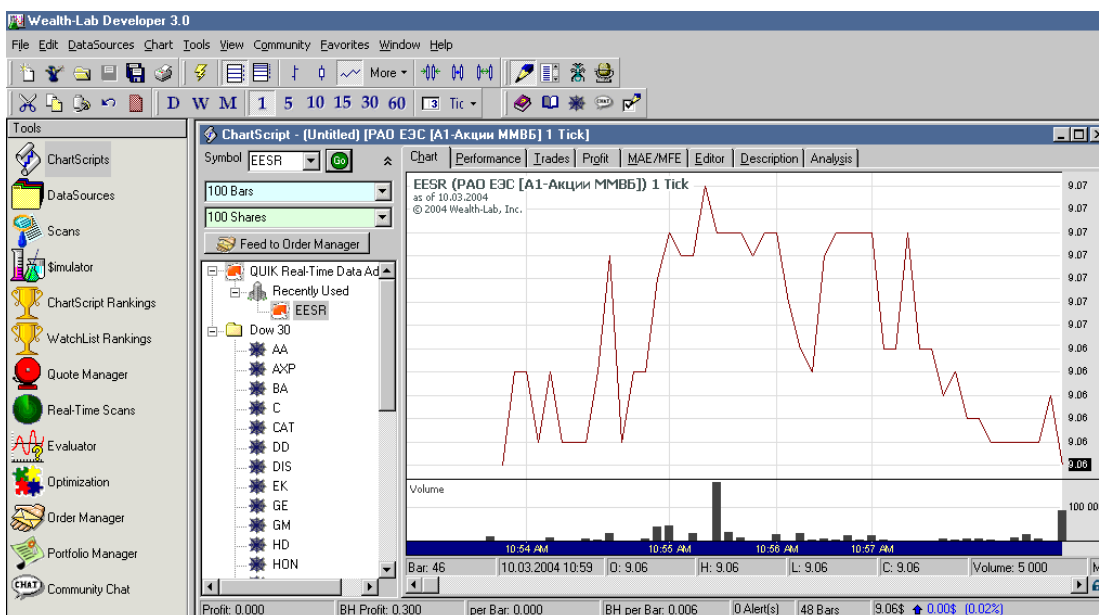 Wealth-Lab Developer 3.0
File Edit DataSources Chart Tools View Community Favorites Window Help
More
D W M 1 5 10 15 30 60 Tic
Tools
ChartScripts
DataSources
Scans
$imulator
ChartScript Rankings
WatchList Rankings
Quote Manager
Real-Time Scans
Evaluator
Optimization
Order Manager
Portfolio Manager
CHAT Community Chat
ChartScript - (Untitled) [РАО ЕЭС [А1-Акции ММВБ] 1 Tick]
Symbol EESR Go
100 Bars
100 Shares
Feed to Order Manager
QUIK Real-Time Data Ad
Recently Used
EESR
Dow 30
AA
AXP
BA
C
CAT
DD
DIS
EK
GE
GM
HD
HON
Chart Performance Trades Profit MAE/MFE Editor Description Analysis
EESR (РАО ЕЭС [А1-Акции ММВБ]) 1 Tick
as of 10.03.2004
© 2004 Wealth-Lab, Inc.
9.07
9.07
9.07
9.07
9.07
9.07
9.07
9.06
9.06
9.06
9.06
9.06
9.06
Volume
100 00
10:54 AM 10:55 AM 10:56 AM 10:57 AM
Bar: 46 10.03.2004 10:59 O: 9.06 H: 9.06 L: 9.06 C: 9.06 Volume: 5 000 M
Profit: 0.000 BH Profit: 0.300 per Bar: 0.000 BH per Bar: 0.006 0 Alert(s) 48 Bars 9.06$ 0.00$ (0.02%)